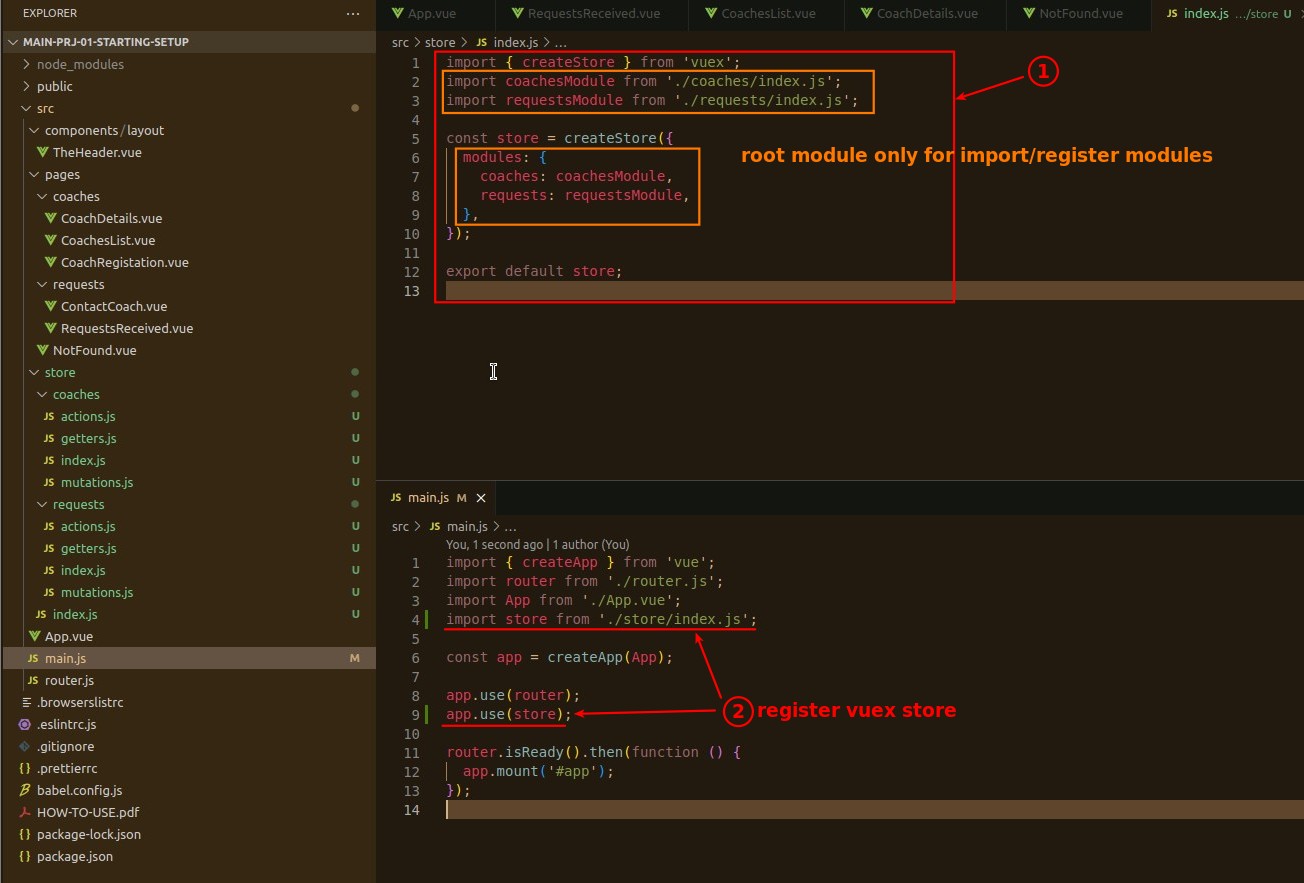 EXPLORER
MAIN-PRJ-01-STARTING-SETUP
node_modules
public
src
components/layout
TheHeader.vue
pages
coaches
CoachDetails.vue
CoachesList.vue
CoachRegistation.vue
requests
ContactCoach.vue
RequestsReceived.vue
NotFound.vue
store
coaches
JS actions.js U
JS getters.js U
JS index.js U
JS mutations.js U
requests
JS actions.js U
JS getters.js U
JS index.js U
JS mutations.js U
JS index.js U
App.vue
JS main.js M
JS router.js
.browserslistrc
.eslintrc.js
.gitignore
{} .prettierrc
babel.config.js
HOW-TO-USE.pdf
{} package-lock.json
{} package.json
App.vue RequestsReceived.vue CoachesList.vue CoachDetails.vue NotFound.vue JS index.js .../store U
src > store > JS index.js > ...
1 import { createStore } from 'vuex';
2 import coachesModule from './coaches/index.js';
3 import requestsModule from './requests/index.js';
4
5 const store = createStore({
6 modules: {
7 coaches: coachesModule,
8 requests: requestsModule,
9 },
10 });
11
12 export default store;
13
1
root module only for import/register modules
JS main.js M
src > JS main.js > ...
You, 1 second ago | 1 author (You)
1 import { createApp } from 'vue';
2 import router from './router.js';
3 import App from './App.vue';
4 import store from './store/index.js';
5
6 const app = createApp(App);
7
8 app.use(router);
9 app.use(store);
10
11 router.isReady().then(function () {
12 app.mount('#app');
13 });
14
2 register vuex store